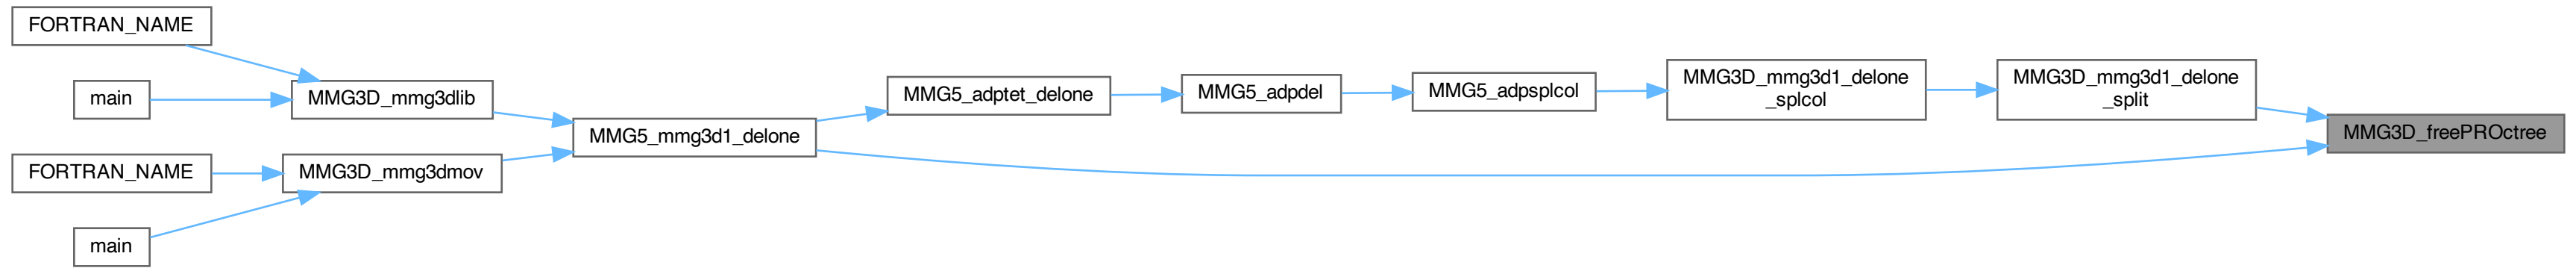 FORTRAN_NAME
main
MMG3D_mmg3dlib
FORTRAN_NAME
main
MMG3D_mmg3dmov
MMG5_mmg3d1_delone
MMG5_adptet_delone
MMG5_adpdel
MMG5_adpsplcol
MMG3D_mmg3d1_delone
_splcol
MMG3D_mmg3d1_delone
_split
MMG3D_freePROctree